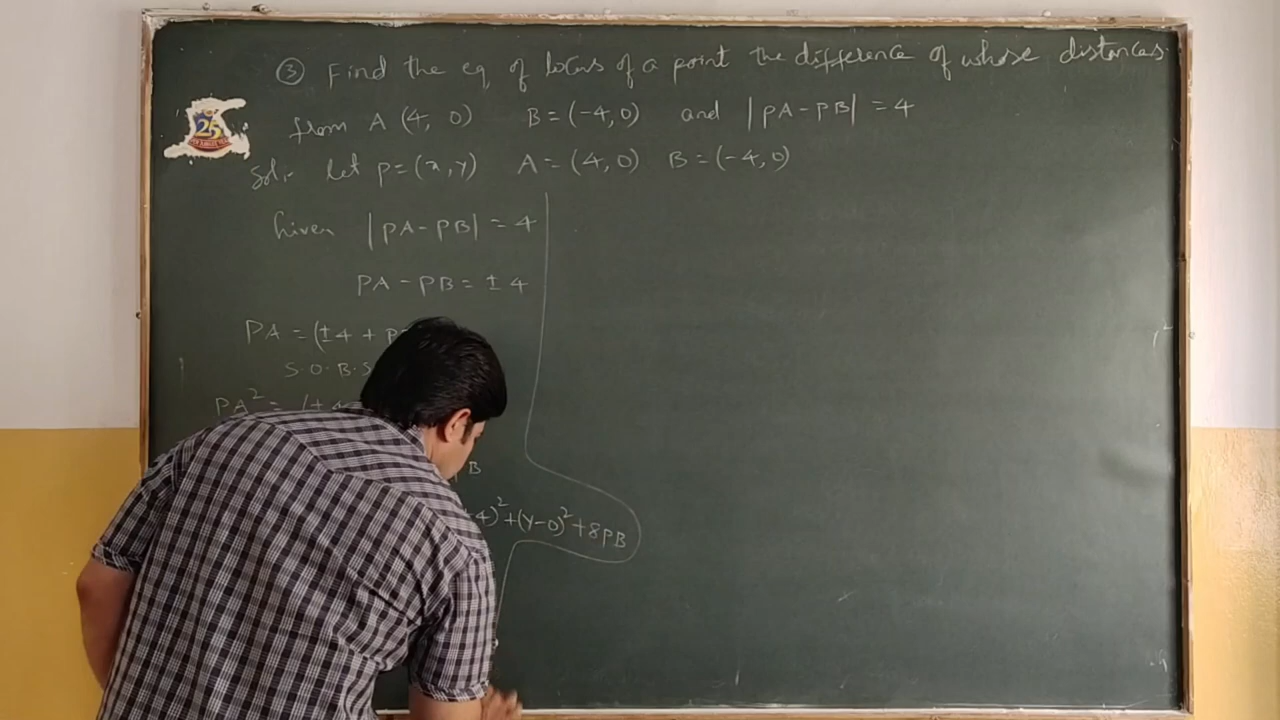 ③ Find the eq of locus of a point the difference of whose distances
from A (4, 0) B = (-4, 0) and |PA - PB| = 4
25
Sol:- let P = (x, y) A = (4, 0) B = (-4, 0)
Given |PA - PB| = 4
PA - PB = ± 4
PA = (± 4 + P
S.O.B.S
PA² = (±
B
4)² + (y - 0)² + 8PB